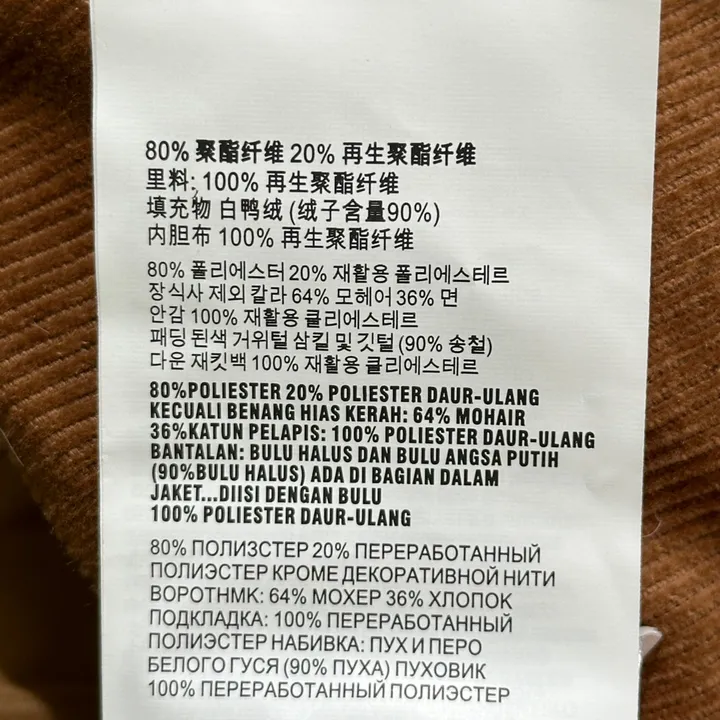 80% 聚酯纤维 20% 再生聚酯纤维
里料: 100% 再生聚酯纤维
填充物 白鸭绒 (绒子含量90%)
内胆布 100% 再生聚酯纤维
80% 폴리에스터 20% 재활용 폴리에스테르
장식사 제외 칼라 64% 모헤어 36% 면
안감 100% 재활용 클리에스테르
패딩 된색 거위털 삼킬 및 깃털 (90% 송철)
다운 재킷백 100% 재활용 클리에스테르
80%POLIESTER 20% POLIESTER DAUR-ULANG
KECUALI BENANG HIAS KERAH: 64% MOHAIR
36%KATUN PELAPIS: 100% POLIESTER DAUR-ULANG
BANTALAN: BULU HALUS DAN BULU ANGSA PUTIH
(90%BULU HALUS) ADA DI BAGIAN DALAM
JAKET...DIISI DENGAN BULU
100% POLIESTER DAUR-ULANG
80% ПОЛИЗСТЕР 20% ПЕРЕРАБОТАННЫЙ
ПОЛИЭСТЕР КРОМЕ ДЕКОРАТИВНОЙ НИТИ
ВОРОТНМК: 64% МОХЕР 36% ХЛОПОК
ПОДКЛАДКА: 100% ПЕРЕРАБОТАННЫЙ
ПОЛИЭСТЕР НАБИВКА: ПУХ И ПЕРО
БЕЛОГО ГУСЯ (90% ПУХА) ПУХОВИК
100% ПЕРЕРАБОТАННЫЙ ПОЛИЭСТЕР